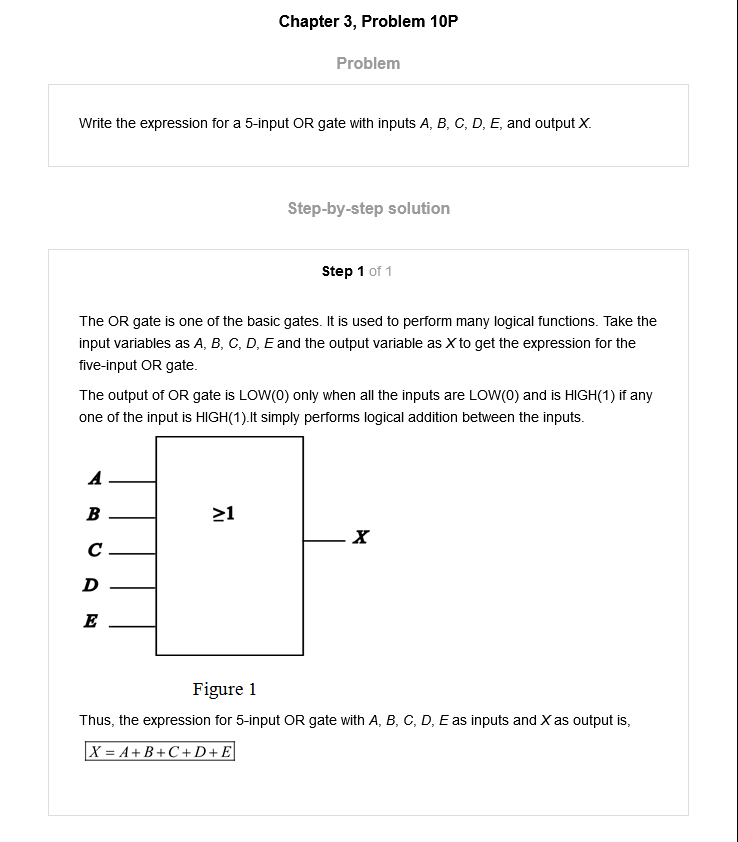 Chapter 3, Problem 10P
Problem
Write the expression for a 5-input OR gate with inputs A, B, C, D, E, and output X.
Step-by-step solution
Step 1 of 1
The OR gate is one of the basic gates. It is used to perform many logical functions. Take the
input variables as A, B, C, D, E and the output variable as X to get the expression for the
five-input OR gate.
The output of OR gate is LOW(0) only when all the inputs are LOW(0) and is HIGH(1) if any
one of the input is HIGH(1).It simply performs logical addition between the inputs.
A
B
≥1
X
C
D
E
Figure 1
Thus, the expression for 5-input OR gate with A, B, C, D, E as inputs and X as output is,
X = A+B+C+D+E